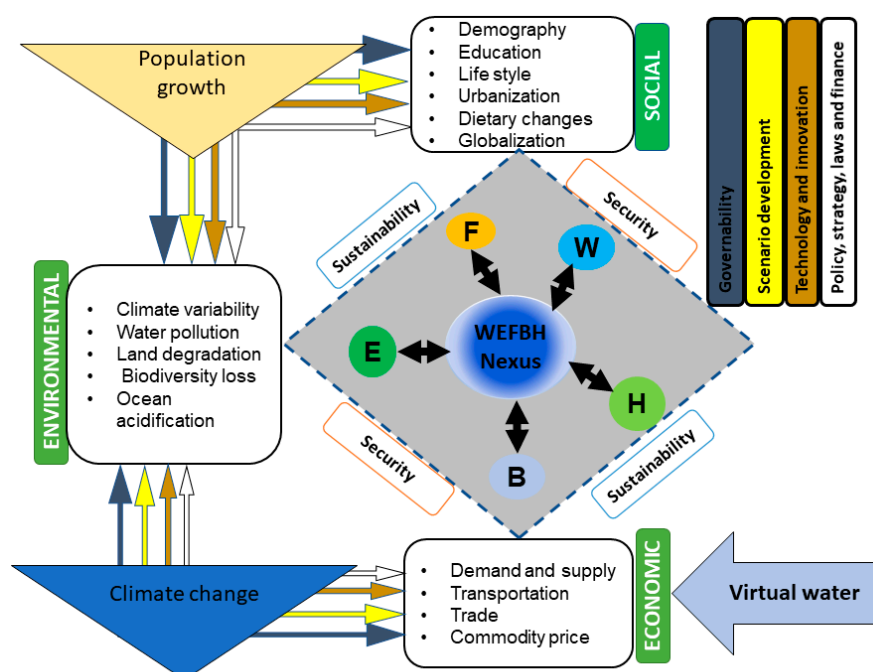 Population
growth
• Demography
• Education
• Life style
• Urbanization
• Dietary changes
• Globalization
SOCIAL
Governability
Scenario development
Technology and innovation
Policy, strategy, laws and finance
Sustainability
Security
F
W
WEFBH
Nexus
E
H
B
Security
Sustainability
ENVIRONMENTAL
• Climate variability
• Water pollution
• Land degradation
• Biodiversity loss
• Ocean
acidification
Climate change
• Demand and supply
• Transportation
• Trade
• Commodity price
ECONOMIC
Virtual water